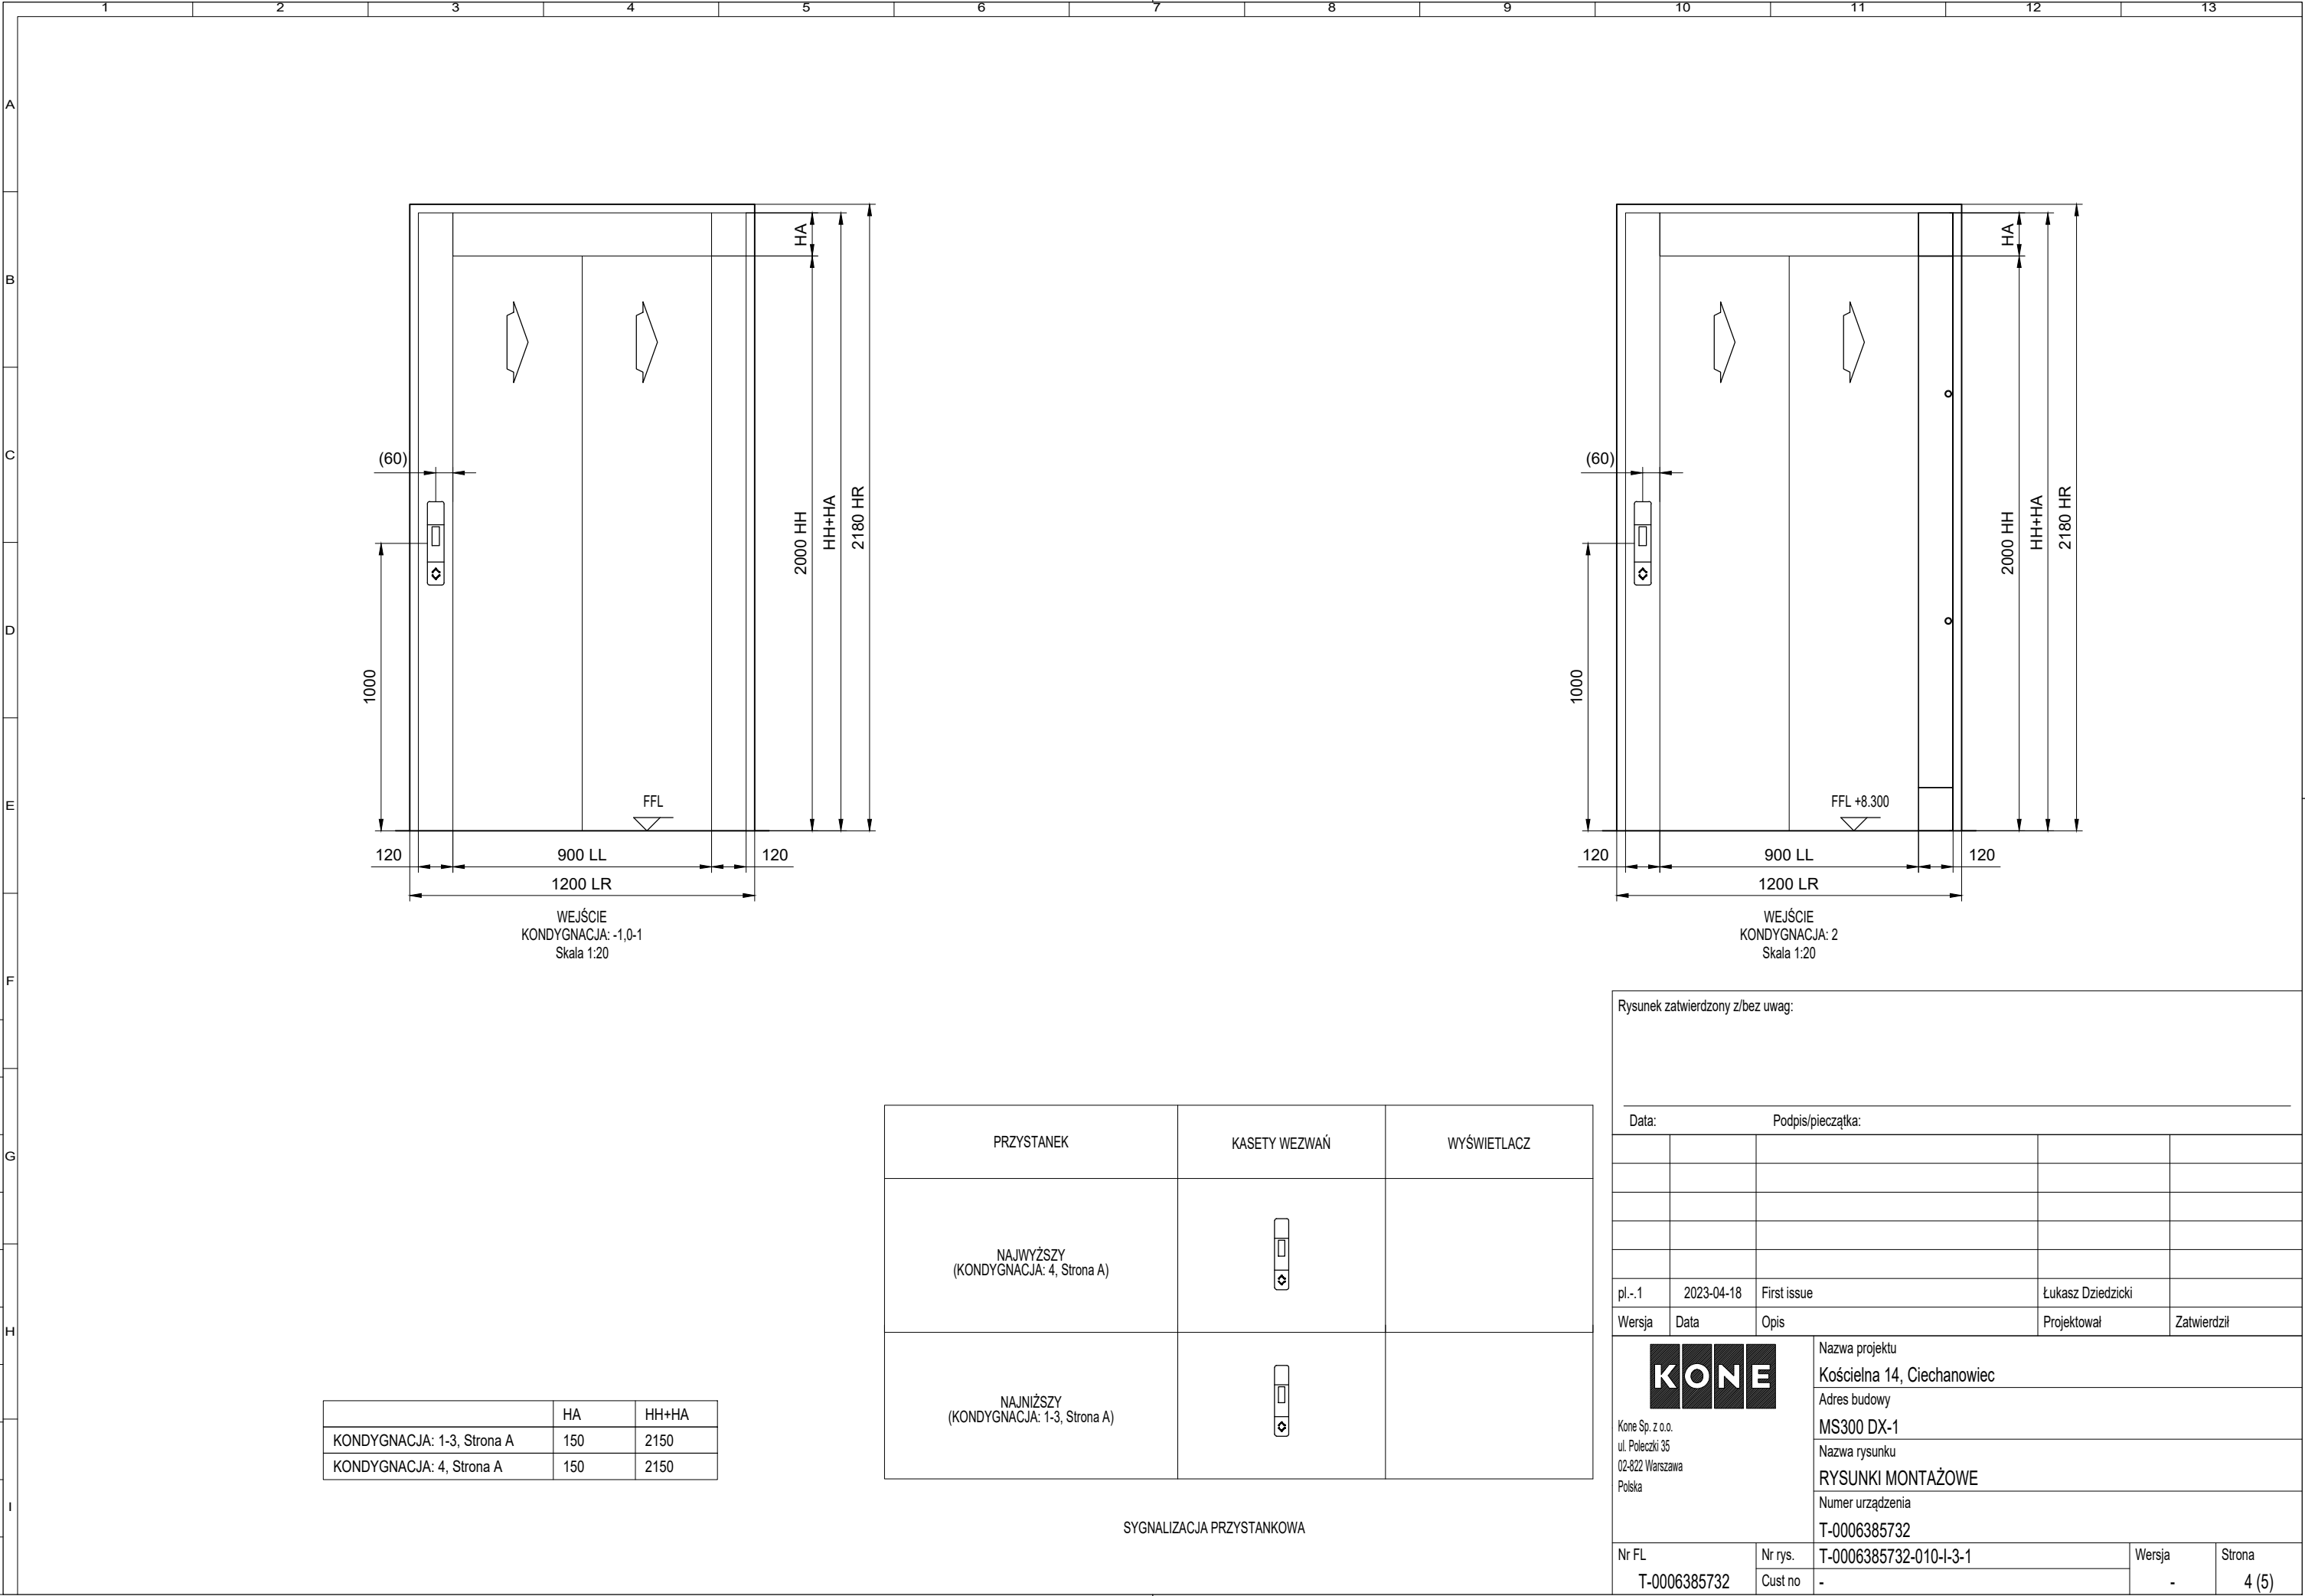 1 2 3 4 5 6 7 8 9 10 11 12 13
A
B
C
D
E
F
G
H
I
HA
(60)
2000 HH
HH+HA
2180 HR
1000
FFL
120 900 LL 120
1200 LR
WEJŚCIE
KONDYGNACJA: -1,0-1
Skala 1:20
HA
(60)
2000 HH
HH+HA
2180 HR
1000
FFL +8.300
120 900 LL 120
1200 LR
WEJŚCIE
KONDYGNACJA: 2
Skala 1:20
HA HH+HA
KONDYGNACJA: 1-3, Strona A 150 2150
KONDYGNACJA: 4, Strona A 150 2150
PRZYSTANEK KASETY WEZWAŃ WYŚWIETLACZ
NAJWYŻSZY
(KONDYGNACJA: 4, Strona A)
NAJNIŻSZY
(KONDYGNACJA: 1-3, Strona A)
SYGNALIZACJA PRZYSTANKOWA
Rysunek zatwierdzony z/bez uwag:
Data: Podpis/pieczątka:
pl.-.1 2023-04-18 First issue Łukasz Dziedzicki
Wersja Data Opis Projektował Zatwierdził
KONE
Kone Sp. z o.o.
ul. Poleczki 35
02-822 Warszawa
Polska
Nazwa projektu
Kościelna 14, Ciechanowiec
Adres budowy
MS300 DX-1
Nazwa rysunku
RYSUNKI MONTAŻOWE
Numer urządzenia
T-0006385732
Nr FL
T-0006385732
Nr rys. T-0006385732-010-I-3-1
Cust no -
Wersja
-
Strona
4 (5)